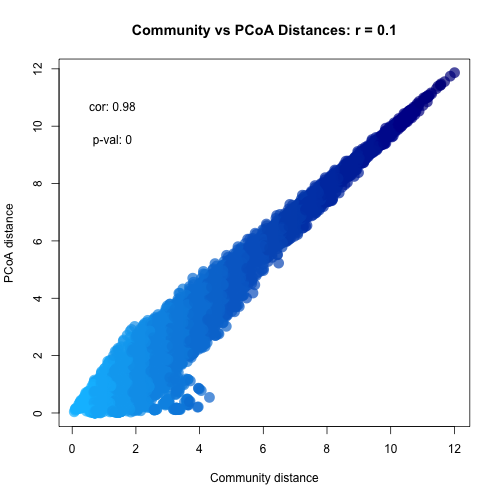 Community vs PCoA Distances: r = 0.1
cor: 0.98
p-val: 0
PCoA distance
12
10
8
6
4
2
0
0 2 4 6 8 10 12
Community distance